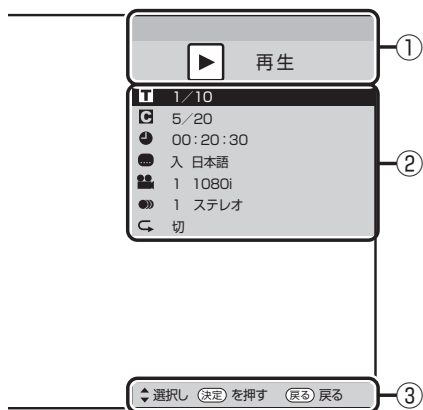 再生
①
T 1／10
C 5／20
00：20：30
②
入 日本語
1 1080i
1 ステレオ
切
選択し 決定 を押す 戻る 戻る
③